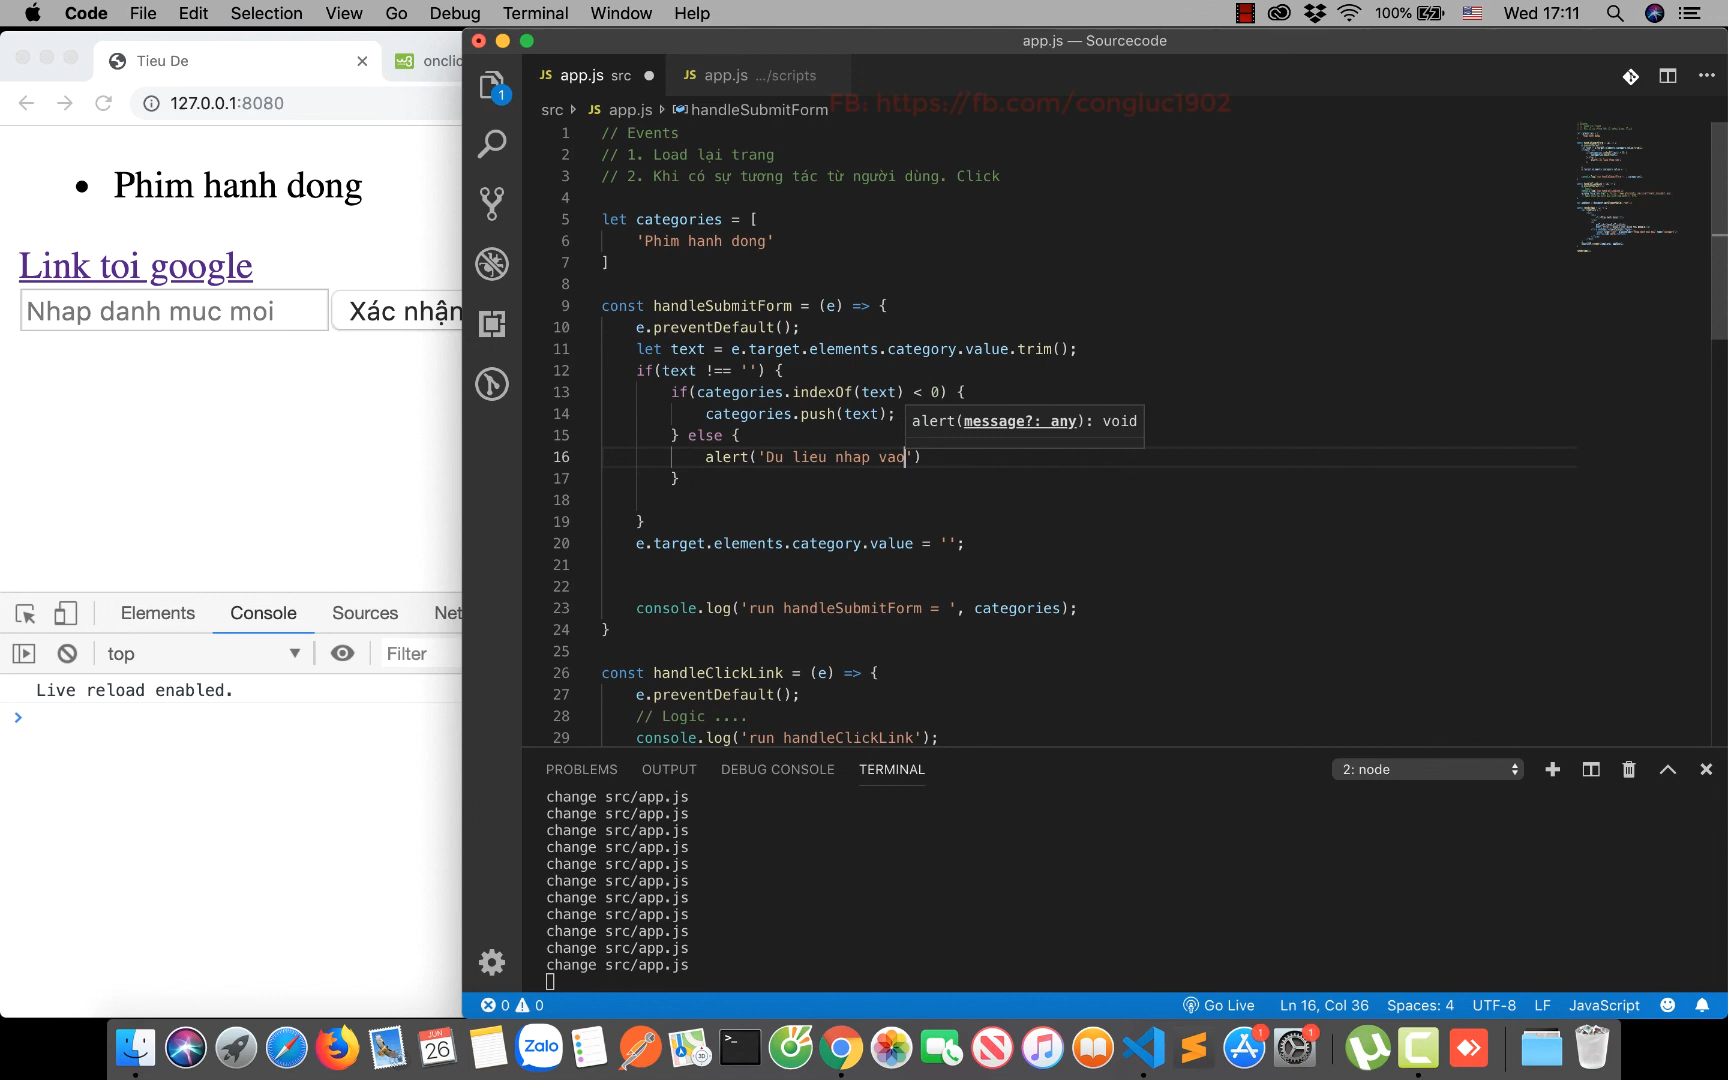 Code File Edit Selection View Go Debug Terminal Window Help 100% Wed 17:11
app.js — Sourcecode
Tieu De
onclic
127.0.0.1:8080
JS app.js src
JS app.js .../scripts
src JS app.js handleSubmitForm
FB: https://fb.com/congluc1902
Phim hanh dong
Link toi google
Nhap danh muc moi Xác nhận
1 // Events
2 // 1. Load lại trang
3 // 2. Khi có sự tương tác từ người dùng. Click
4
5 let categories = [
6 'Phim hanh dong'
7 ]
8
9 const handleSubmitForm = (e) => {
10 e.preventDefault();
11 let text = e.target.elements.category.value.trim();
12 if(text !== '') {
13 if(categories.indexOf(text) < 0) {
14 categories.push(text);
alert(message?: any): void
15 } else {
16 alert('Du lieu nhap vao')
17 }
18
19 }
20 e.target.elements.category.value = '';
21
22
23 console.log('run handleSubmitForm = ', categories);
24 }
25
26 const handleClickLink = (e) => {
27 e.preventDefault();
28 // Logic ....
29 console.log('run handleClickLink');
Elements Console Sources Net
top Filter
Live reload enabled.
PROBLEMS OUTPUT DEBUG CONSOLE TERMINAL 2: node
change src/app.js
change src/app.js
change src/app.js
change src/app.js
change src/app.js
change src/app.js
change src/app.js
change src/app.js
change src/app.js
change src/app.js
change src/app.js
0 0 Go Live Ln 16, Col 36 Spaces: 4 UTF-8 LF JavaScript
JUN
26
Zalo
1
1
1